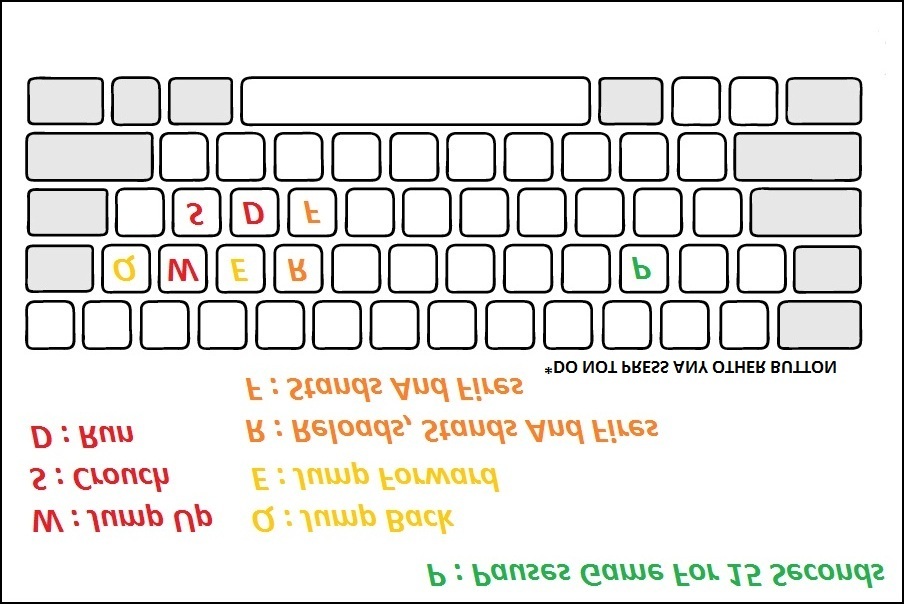 P : Pauses Game For 15 Seconds
W : Jump Up
S : Crouch
D : Run
Q : Jump Back
E : Jump Forward
R : Reloads, Stands And Fires
F : Stands And Fires
*DO NOT PRESS ANY OTHER BUTTON
Q W E R P
S D F